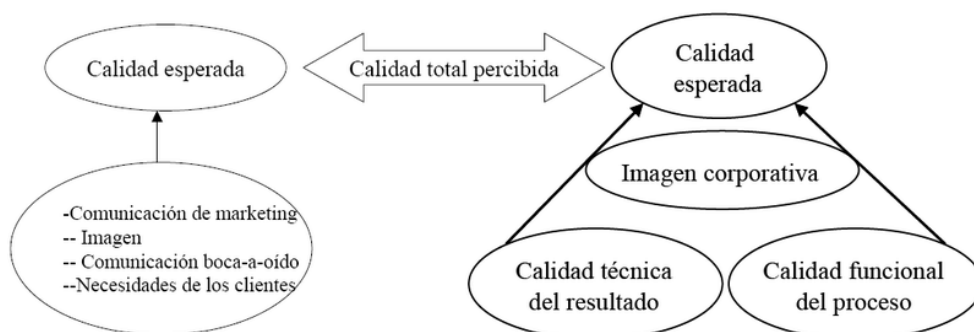 Calidad esperada
Calidad total percibida
Calidad
esperada
Imagen corporativa
-Comunicación de marketing
-- Imagen
-- Comunicación boca-a-oído
--Necesidades de los clientes
Calidad técnica
del resultado
Calidad funcional
del proceso